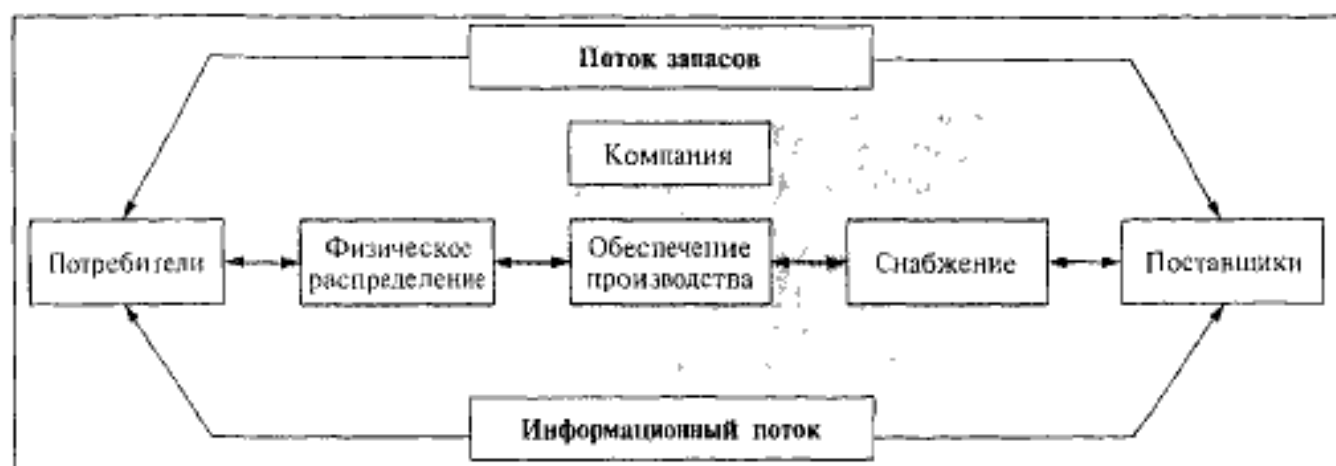 Поток запасов
Компания
Потребители
Физическое
распределение
Обеспечение
производства
Снабжение
Поставщики
Информационный поток